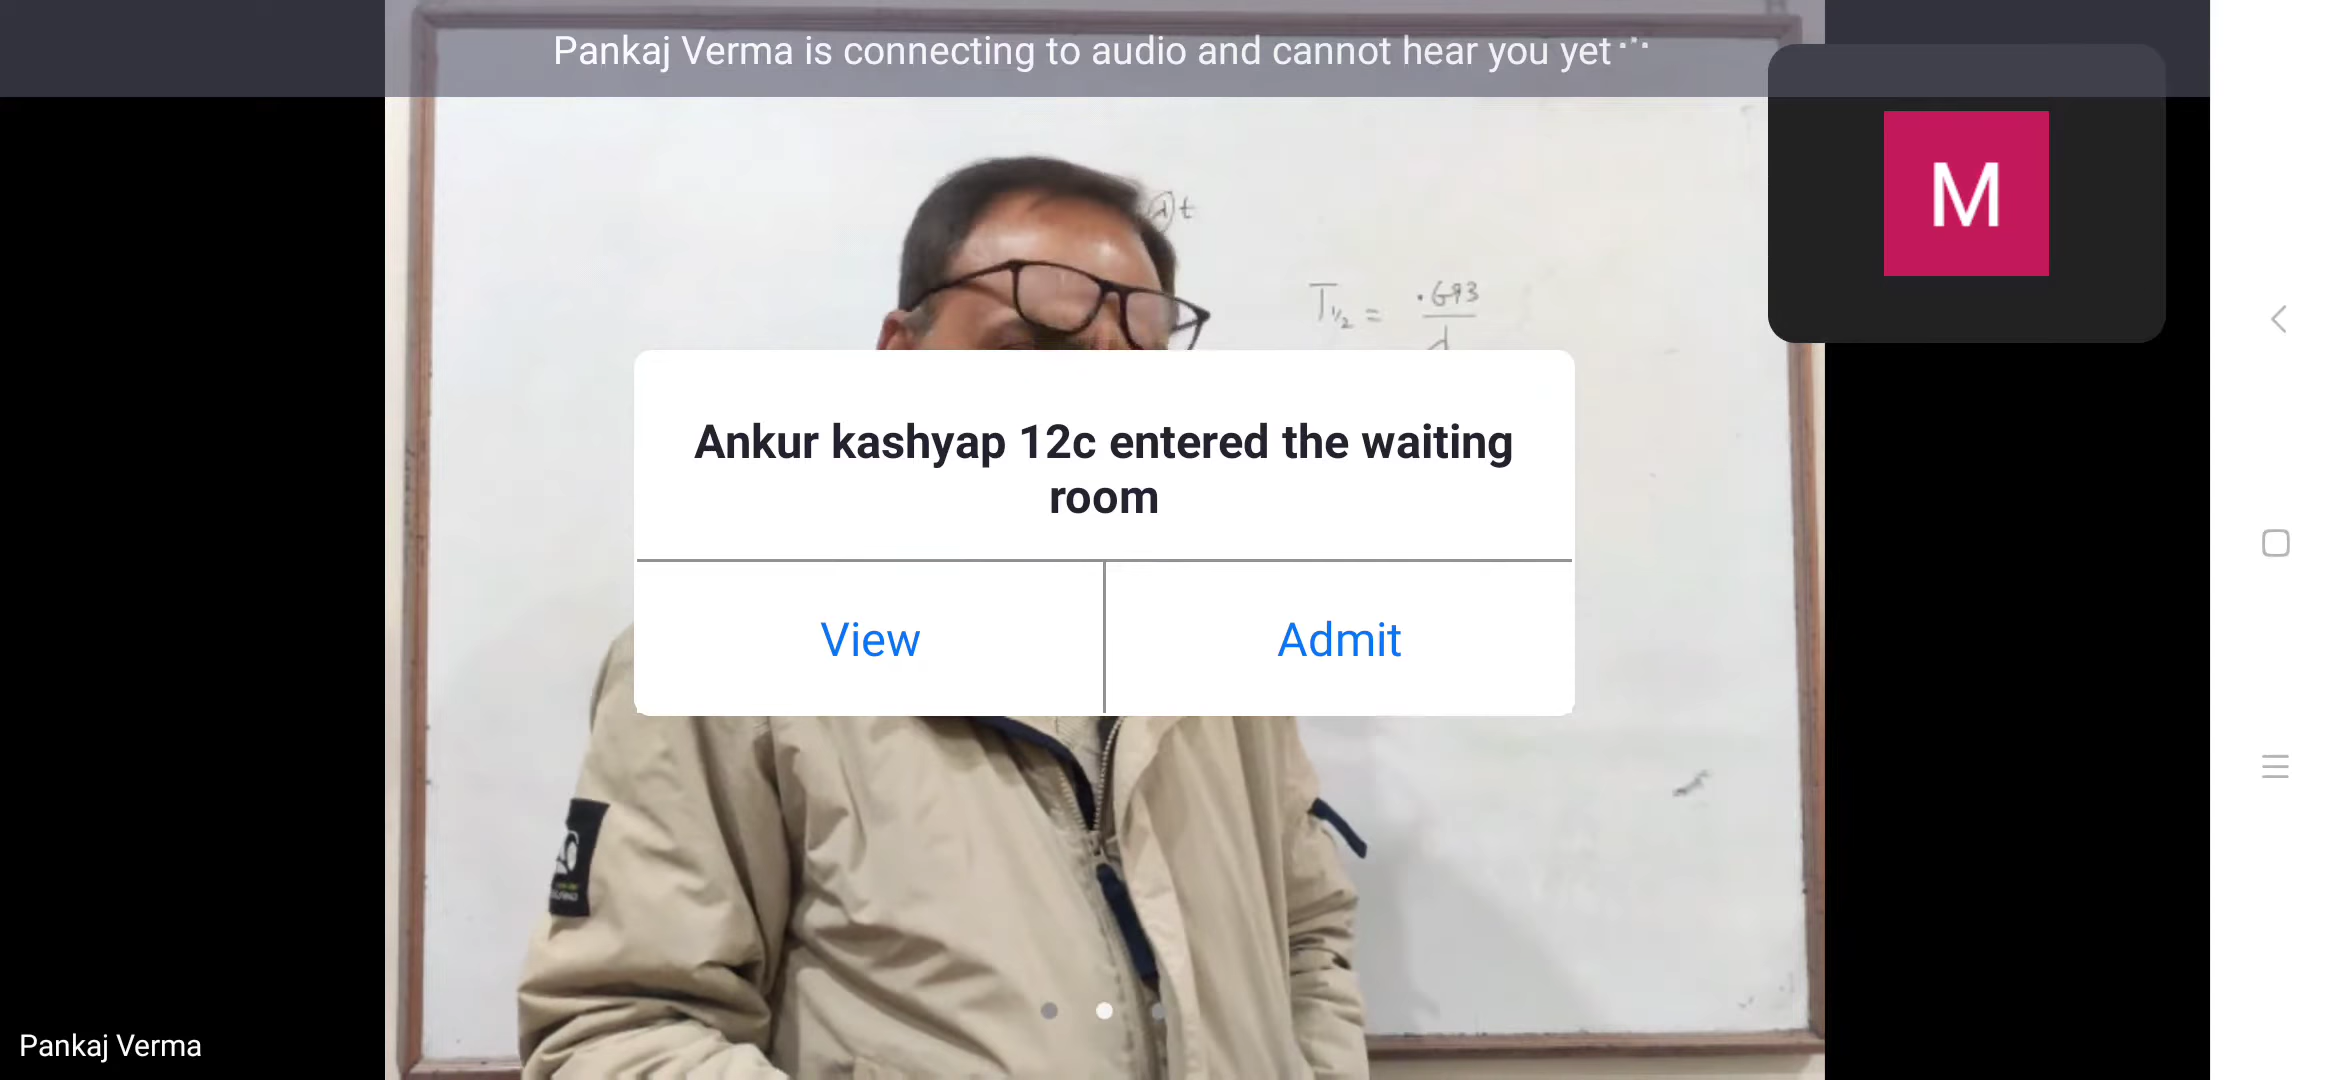 Pankaj Verma is connecting to audio and cannot hear you yet
M
λt
T½ = .693
λ
Ankur kashyap 12c entered the waiting
room
View
Admit
Pankaj Verma